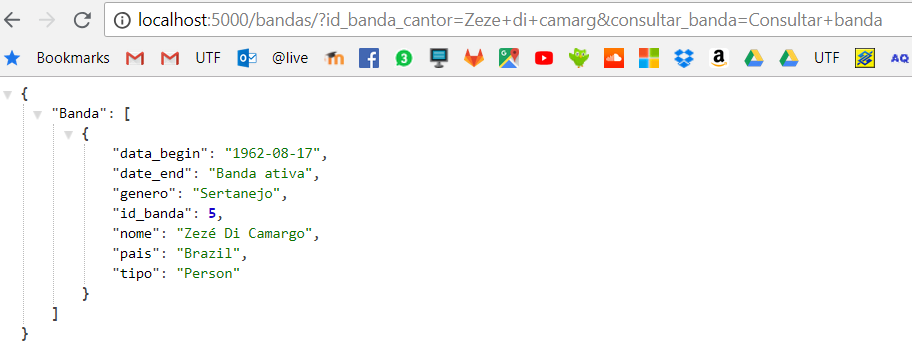 localhost:5000/bandas/?id_banda_cantor=Zeze+di+camarg&consultar_banda=Consultar+banda
Bookmarks UTF @live UTF AQ
{
"Banda": [
{
"data_begin": "1962-08-17",
"date_end": "Banda ativa",
"genero": "Sertanejo",
"id_banda": 5,
"nome": "Zezé Di Camargo",
"pais": "Brazil",
"tipo": "Person"
}
]
}